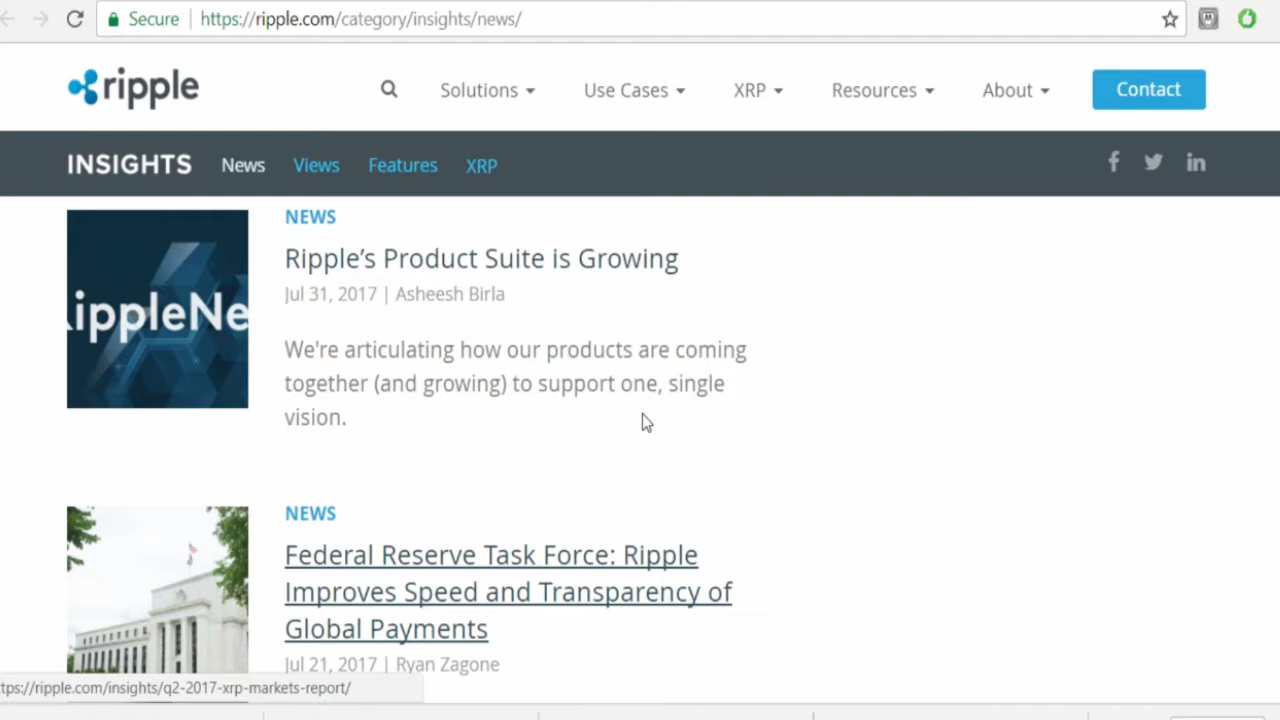 Secure https://ripple.com/category/insights/news/
ripple Solutions Use Cases XRP Resources About Contact
INSIGHTS News Views Features XRP
NEWS
Ripple’s Product Suite is Growing
Jul 31, 2017 | Asheesh Birla
ippleNe
We're articulating how our products are coming
together (and growing) to support one, single
vision.
NEWS
Federal Reserve Task Force: Ripple
Improves Speed and Transparency of
Global Payments
Jul 21, 2017 | Ryan Zagone
tps://ripple.com/insights/q2-2017-xrp-markets-report/